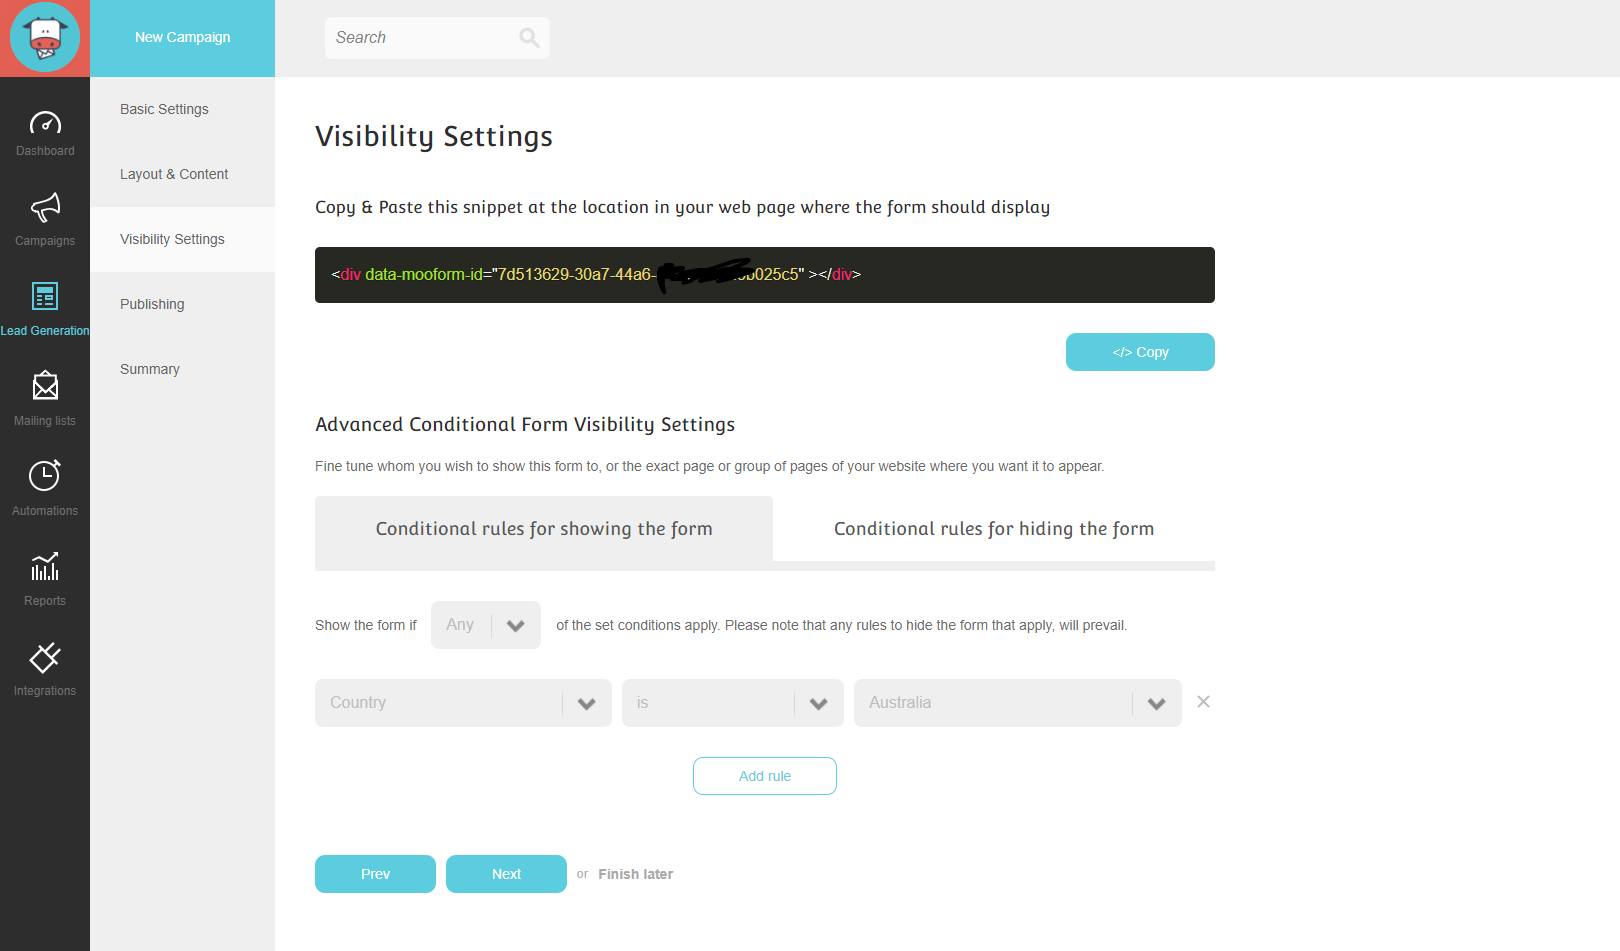 New Campaign
Search
Dashboard
Campaigns
Lead Generation
Mailing lists
Automations
Reports
Integrations
Basic Settings
Layout & Content
Visibility Settings
Publishing
Summary
Visibility Settings
Copy & Paste this snippet at the location in your web page where the form should display
<div data-mooform-id="7d513629-30a7-44a6- b025c5" ></div>
</> Copy
Advanced Conditional Form Visibility Settings
Fine tune whom you wish to show this form to, or the exact page or group of pages of your website where you want it to appear.
Conditional rules for showing the form
Conditional rules for hiding the form
Show the form if Any of the set conditions apply. Please note that any rules to hide the form that apply, will prevail.
Country is Australia
Add rule
Prev Next or Finish later